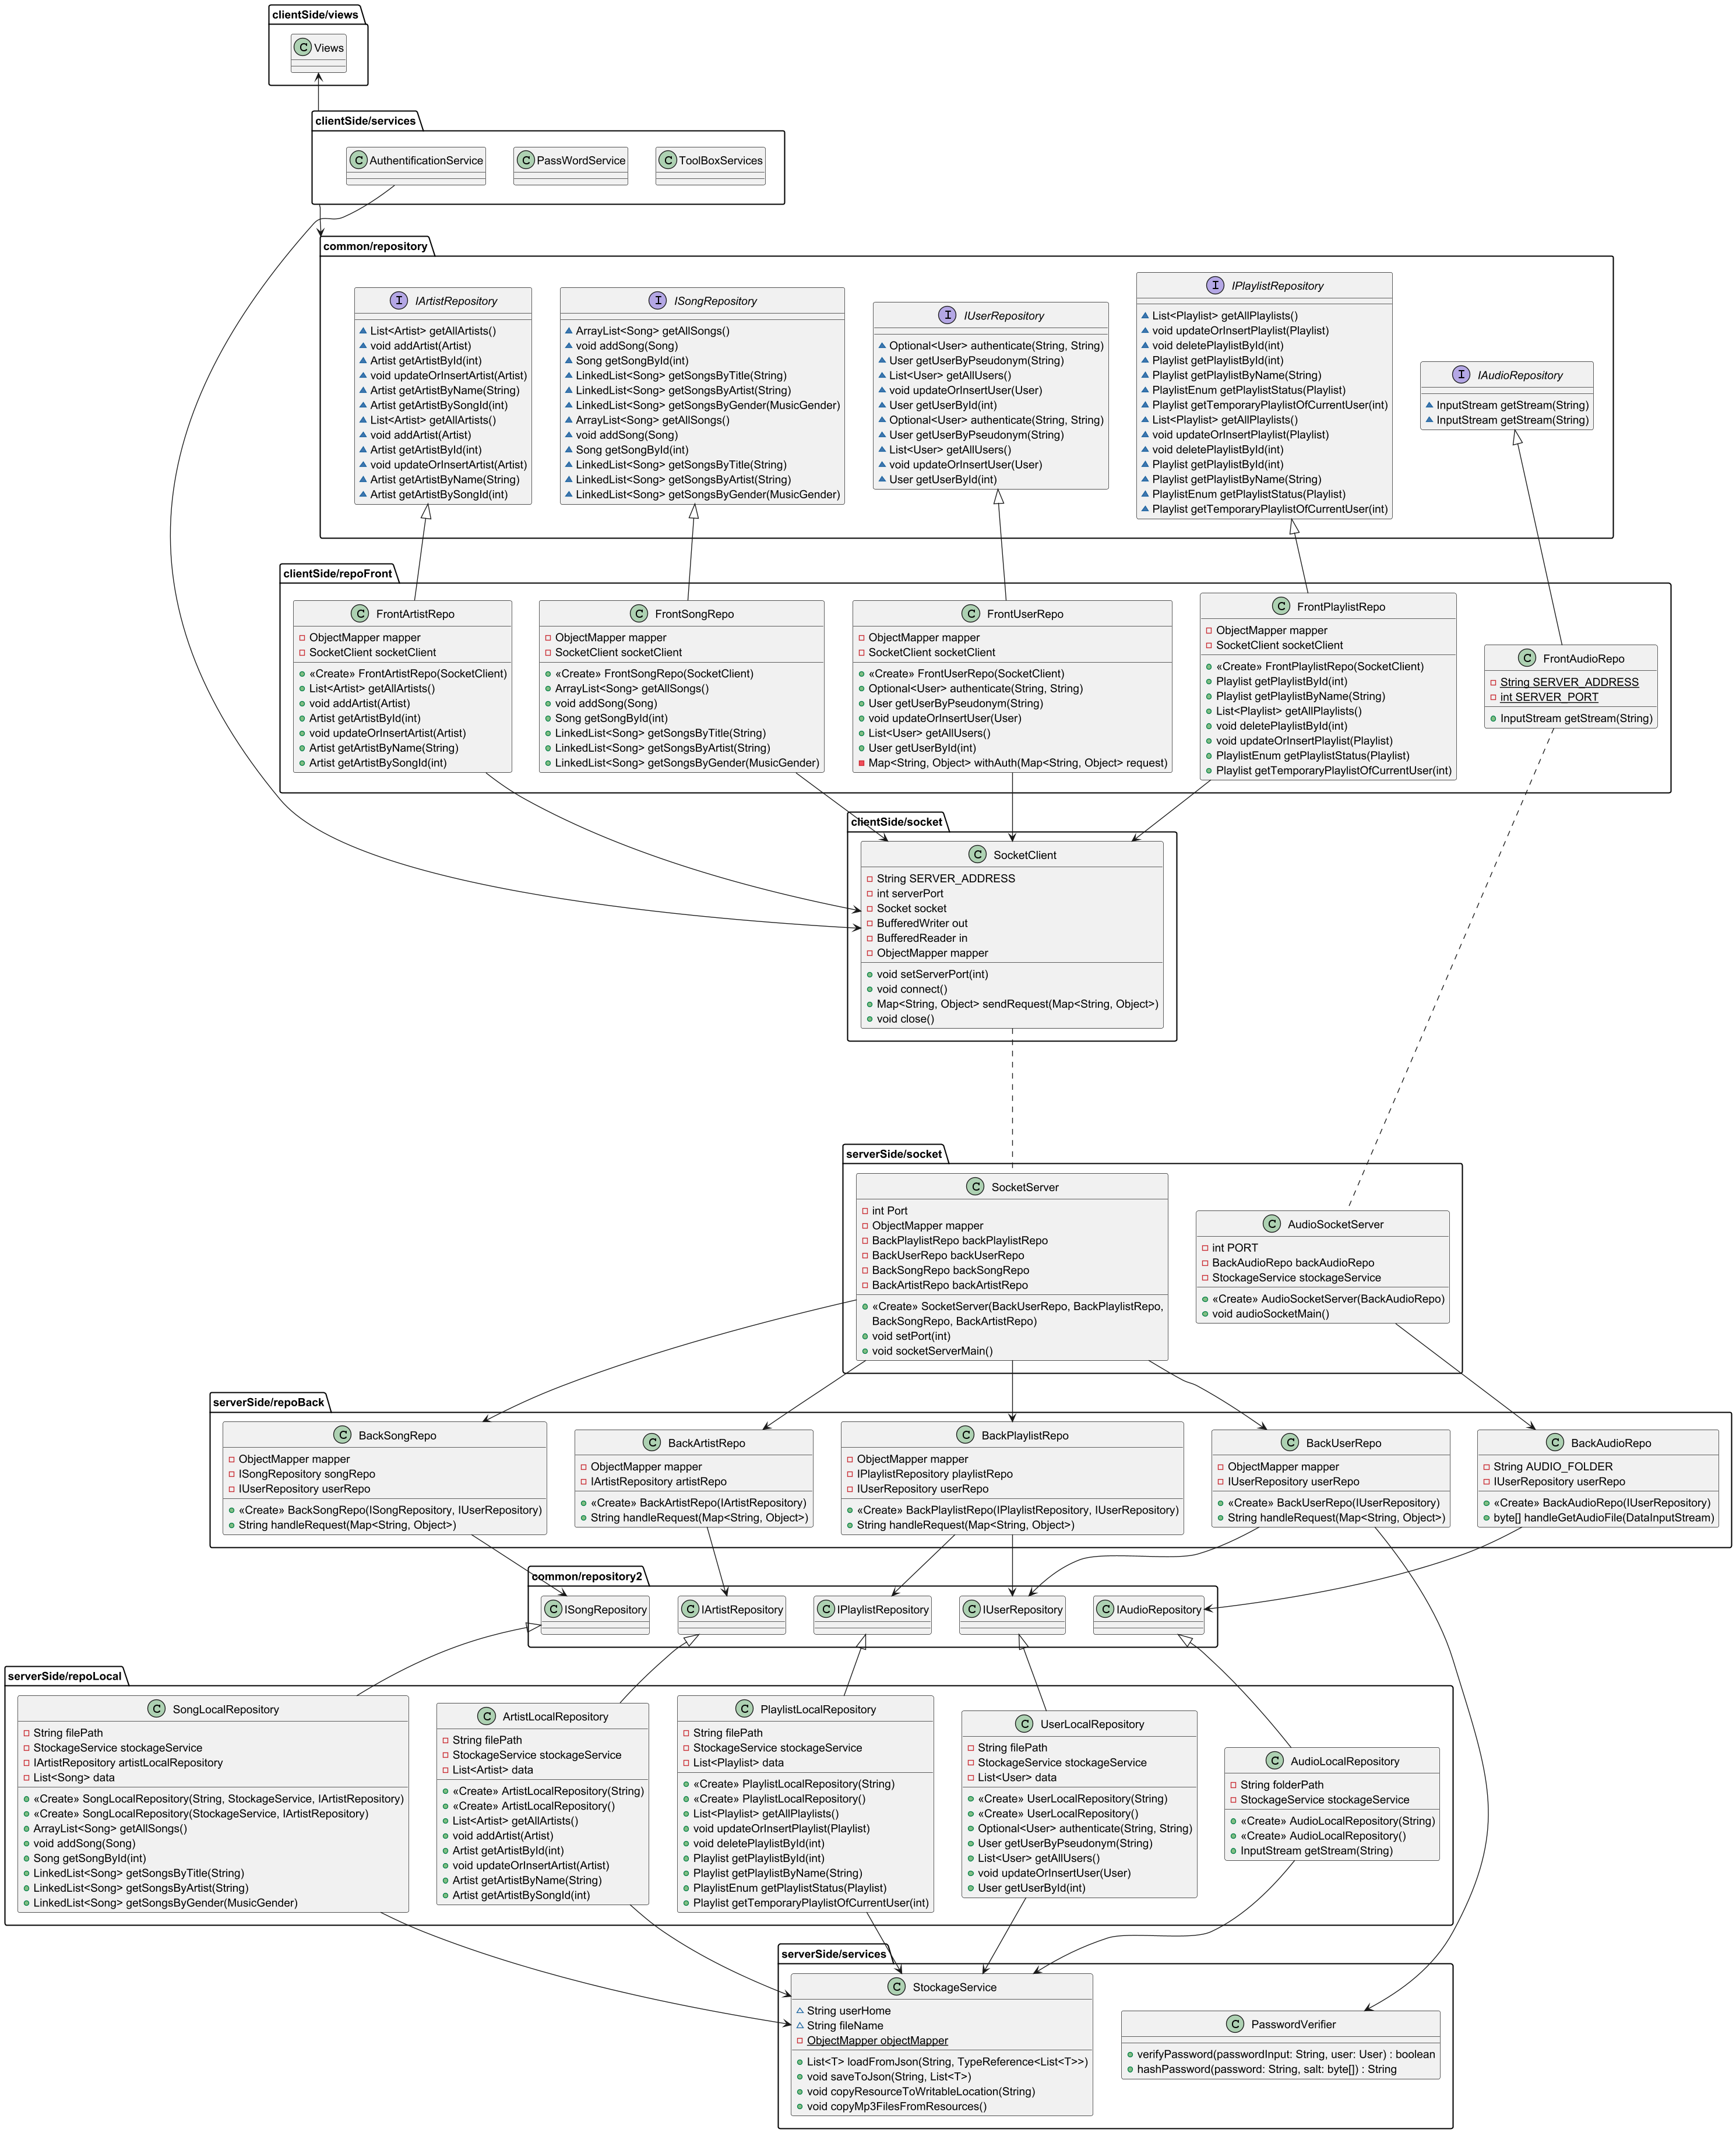 clientSide/views
C Views
clientSide/services
C AuthentificationService
C PassWordService
C ToolBoxServices
common/repository
I IArtistRepository
List<Artist> getAllArtists()
void addArtist(Artist)
Artist getArtistById(int)
void updateOrInsertArtist(Artist)
Artist getArtistByName(String)
Artist getArtistBySongId(int)
List<Artist> getAllArtists()
void addArtist(Artist)
Artist getArtistById(int)
void updateOrInsertArtist(Artist)
Artist getArtistByName(String)
Artist getArtistBySongId(int)
I ISongRepository
ArrayList<Song> getAllSongs()
void addSong(Song)
Song getSongById(int)
LinkedList<Song> getSongsByTitle(String)
LinkedList<Song> getSongsByArtist(String)
LinkedList<Song> getSongsByGender(MusicGender)
ArrayList<Song> getAllSongs()
void addSong(Song)
Song getSongById(int)
LinkedList<Song> getSongsByTitle(String)
LinkedList<Song> getSongsByArtist(String)
LinkedList<Song> getSongsByGender(MusicGender)
I IUserRepository
Optional<User> authenticate(String, String)
User getUserByPseudonym(String)
List<User> getAllUsers()
void updateOrInsertUser(User)
User getUserById(int)
Optional<User> authenticate(String, String)
User getUserByPseudonym(String)
List<User> getAllUsers()
void updateOrInsertUser(User)
User getUserById(int)
I IPlaylistRepository
List<Playlist> getAllPlaylists()
void updateOrInsertPlaylist(Playlist)
void deletePlaylistById(int)
Playlist getPlaylistById(int)
Playlist getPlaylistByName(String)
PlaylistEnum getPlaylistStatus(Playlist)
Playlist getTemporaryPlaylistOfCurrentUser(int)
List<Playlist> getAllPlaylists()
void updateOrInsertPlaylist(Playlist)
void deletePlaylistById(int)
Playlist getPlaylistById(int)
Playlist getPlaylistByName(String)
PlaylistEnum getPlaylistStatus(Playlist)
Playlist getTemporaryPlaylistOfCurrentUser(int)
I IAudioRepository
InputStream getStream(String)
InputStream getStream(String)
clientSide/repoFront
C FrontArtistRepo
ObjectMapper mapper
SocketClient socketClient
«Create» FrontArtistRepo(SocketClient)
List<Artist> getAllArtists()
void addArtist(Artist)
Artist getArtistById(int)
void updateOrInsertArtist(Artist)
Artist getArtistByName(String)
Artist getArtistBySongId(int)
C FrontSongRepo
ObjectMapper mapper
SocketClient socketClient
«Create» FrontSongRepo(SocketClient)
ArrayList<Song> getAllSongs()
void addSong(Song)
Song getSongById(int)
LinkedList<Song> getSongsByTitle(String)
LinkedList<Song> getSongsByArtist(String)
LinkedList<Song> getSongsByGender(MusicGender)
C FrontUserRepo
ObjectMapper mapper
SocketClient socketClient
«Create» FrontUserRepo(SocketClient)
Optional<User> authenticate(String, String)
User getUserByPseudonym(String)
void updateOrInsertUser(User)
List<User> getAllUsers()
User getUserById(int)
Map<String, Object> withAuth(Map<String, Object> request)
C FrontPlaylistRepo
ObjectMapper mapper
SocketClient socketClient
«Create» FrontPlaylistRepo(SocketClient)
Playlist getPlaylistById(int)
Playlist getPlaylistByName(String)
List<Playlist> getAllPlaylists()
void deletePlaylistById(int)
void updateOrInsertPlaylist(Playlist)
PlaylistEnum getPlaylistStatus(Playlist)
Playlist getTemporaryPlaylistOfCurrentUser(int)
C FrontAudioRepo
String SERVER_ADDRESS
int SERVER_PORT
InputStream getStream(String)
clientSide/socket
C SocketClient
String SERVER_ADDRESS
int serverPort
Socket socket
BufferedWriter out
BufferedReader in
ObjectMapper mapper
void setServerPort(int)
void connect()
Map<String, Object> sendRequest(Map<String, Object>)
void close()
serverSide/socket
C SocketServer
int Port
ObjectMapper mapper
BackPlaylistRepo backPlaylistRepo
BackUserRepo backUserRepo
BackSongRepo backSongRepo
BackArtistRepo backArtistRepo
«Create» SocketServer(BackUserRepo, BackPlaylistRepo,
BackSongRepo, BackArtistRepo)
void setPort(int)
void socketServerMain()
C AudioSocketServer
int PORT
BackAudioRepo backAudioRepo
StockageService stockageService
«Create» AudioSocketServer(BackAudioRepo)
void audioSocketMain()
serverSide/repoBack
C BackSongRepo
ObjectMapper mapper
ISongRepository songRepo
IUserRepository userRepo
«Create» BackSongRepo(ISongRepository, IUserRepository)
String handleRequest(Map<String, Object>)
C BackArtistRepo
ObjectMapper mapper
IArtistRepository artistRepo
«Create» BackArtistRepo(IArtistRepository)
String handleRequest(Map<String, Object>)
C BackPlaylistRepo
ObjectMapper mapper
IPlaylistRepository playlistRepo
IUserRepository userRepo
«Create» BackPlaylistRepo(IPlaylistRepository, IUserRepository)
String handleRequest(Map<String, Object>)
C BackUserRepo
ObjectMapper mapper
IUserRepository userRepo
«Create» BackUserRepo(IUserRepository)
String handleRequest(Map<String, Object>)
C BackAudioRepo
String AUDIO_FOLDER
IUserRepository userRepo
«Create» BackAudioRepo(IUserRepository)
byte[] handleGetAudioFile(DataInputStream)
common/repository2
C ISongRepository
C IArtistRepository
C IPlaylistRepository
C IUserRepository
C IAudioRepository
serverSide/repoLocal
C SongLocalRepository
String filePath
StockageService stockageService
IArtistRepository artistLocalRepository
List<Song> data
«Create» SongLocalRepository(String, StockageService, IArtistRepository)
«Create» SongLocalRepository(StockageService, IArtistRepository)
ArrayList<Song> getAllSongs()
void addSong(Song)
Song getSongById(int)
LinkedList<Song> getSongsByTitle(String)
LinkedList<Song> getSongsByArtist(String)
LinkedList<Song> getSongsByGender(MusicGender)
C ArtistLocalRepository
String filePath
StockageService stockageService
List<Artist> data
«Create» ArtistLocalRepository(String)
«Create» ArtistLocalRepository()
List<Artist> getAllArtists()
void addArtist(Artist)
Artist getArtistById(int)
void updateOrInsertArtist(Artist)
Artist getArtistByName(String)
Artist getArtistBySongId(int)
C PlaylistLocalRepository
String filePath
StockageService stockageService
List<Playlist> data
«Create» PlaylistLocalRepository(String)
«Create» PlaylistLocalRepository()
List<Playlist> getAllPlaylists()
void updateOrInsertPlaylist(Playlist)
void deletePlaylistById(int)
Playlist getPlaylistById(int)
Playlist getPlaylistByName(String)
PlaylistEnum getPlaylistStatus(Playlist)
Playlist getTemporaryPlaylistOfCurrentUser(int)
C UserLocalRepository
String filePath
StockageService stockageService
List<User> data
«Create» UserLocalRepository(String)
«Create» UserLocalRepository()
Optional<User> authenticate(String, String)
User getUserByPseudonym(String)
List<User> getAllUsers()
void updateOrInsertUser(User)
User getUserById(int)
C AudioLocalRepository
String folderPath
StockageService stockageService
«Create» AudioLocalRepository(String)
«Create» AudioLocalRepository()
InputStream getStream(String)
serverSide/services
C StockageService
String userHome
String fileName
ObjectMapper objectMapper
List<T> loadFromJson(String, TypeReference<List<T>>)
void saveToJson(String, List<T>)
void copyResourceToWritableLocation(String)
void copyMp3FilesFromResources()
C PasswordVerifier
verifyPassword(passwordInput: String, user: User) : boolean
hashPassword(password: String, salt: byte[]) : String